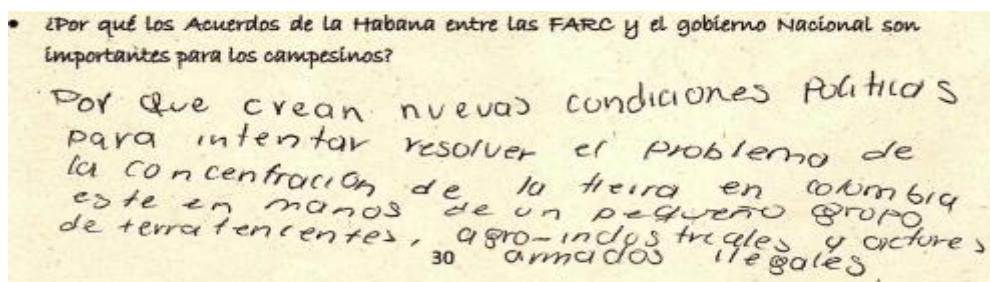 • ¿Por qué los Acuerdos de la Habana entre las FARC y el gobierno Nacional son
importantes para los campesinos?
Por que crean nuevas condiciones Politicas
para intentar resolver el problema de
la concentración de la tierra en colombia
este en manos de un pequeño grupo
de terratenientes, agro-industriales y actores
30 armados ilegales.